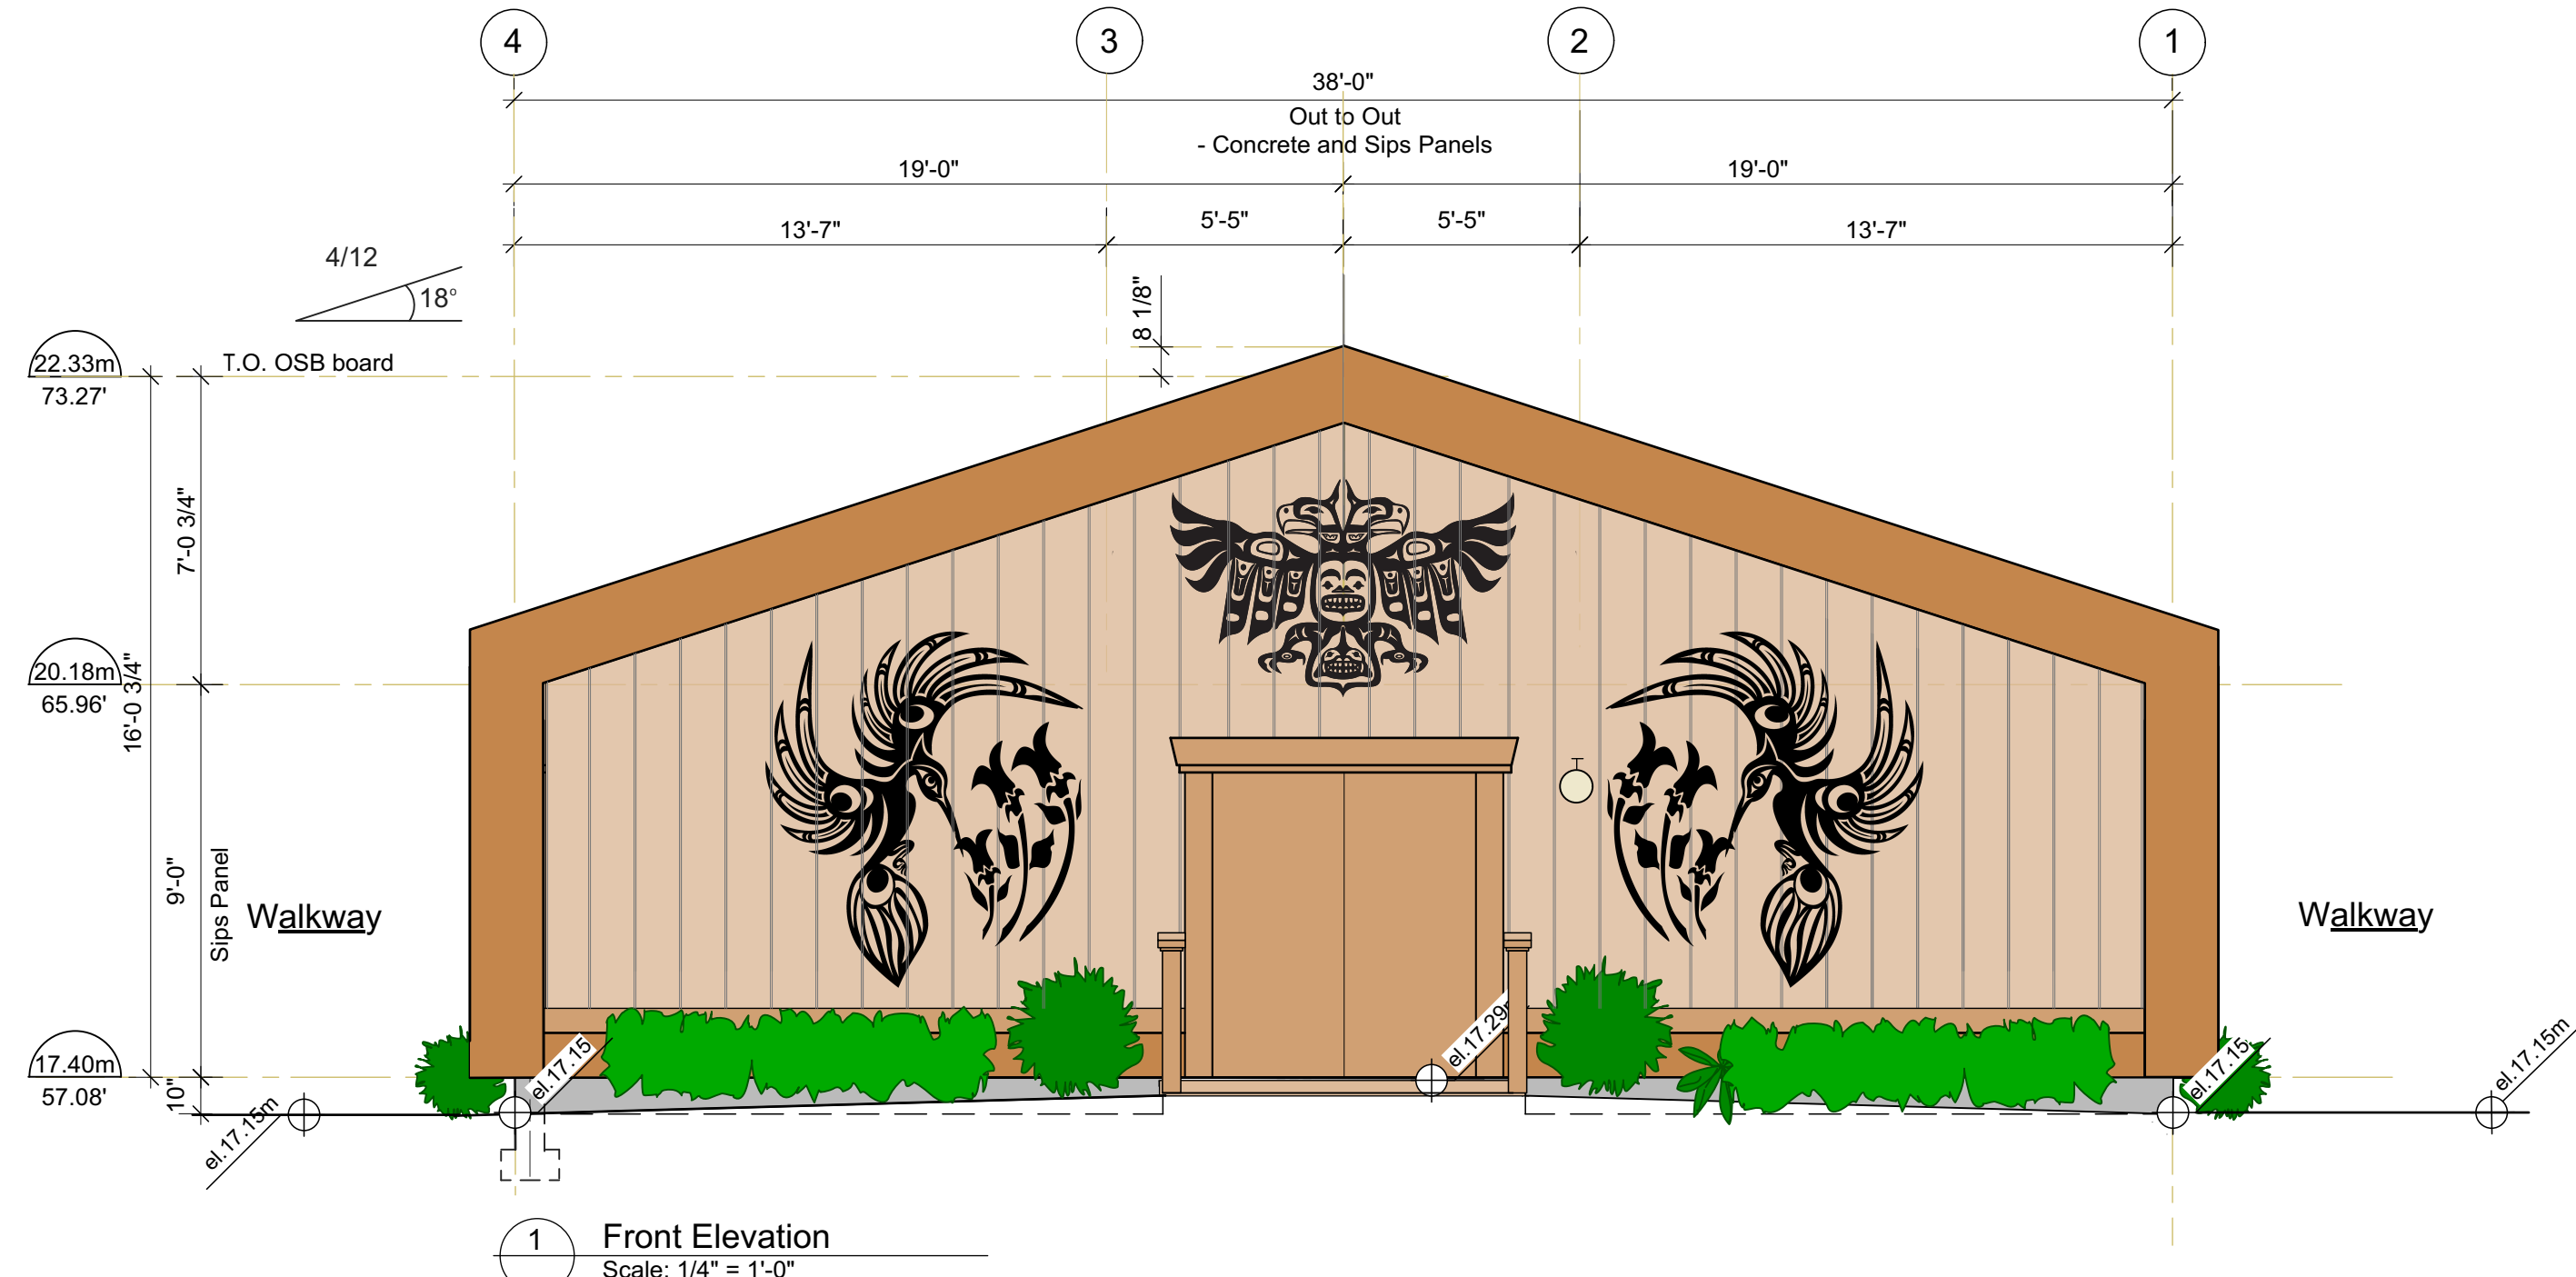 4
3
2
1
38'-0"
Out to Out
- Concrete and Sips Panels
19'-0"
19'-0"
13'-7"
5'-5"
5'-5"
13'-7"
4/12
18°
8 1/8"
22.33m
73.27'
T.O. OSB board
7'-0 3/4"
20.18m
65.96'
16'-0 3/4"
9'-0"
Sips Panel
Walkway
Walkway
17.40m
57.08'
10"
el.17.15m
el.17.15
el.17.29
el.17.15
el.17.15m
1
Front Elevation
Scale: 1/4" = 1'-0"